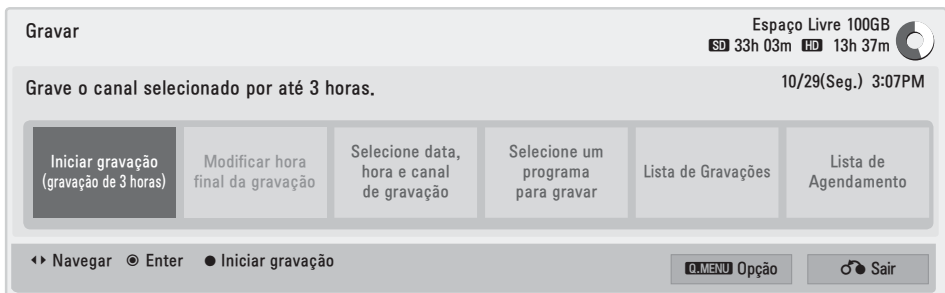 Gravar
Espaço Livre 100GB
SD 33h 03m HD 13h 37m
Grave o canal selecionado por até 3 horas.
10/29(Seg.) 3:07PM
Iniciar gravação
(gravação de 3 horas)
Modificar hora
final da gravação
Selecione data,
hora e canal
de gravação
Selecione um
programa
para gravar
Lista de Gravações
Lista de
Agendamento
Navegar Enter Iniciar gravação
Q.MENU Opção
Sair